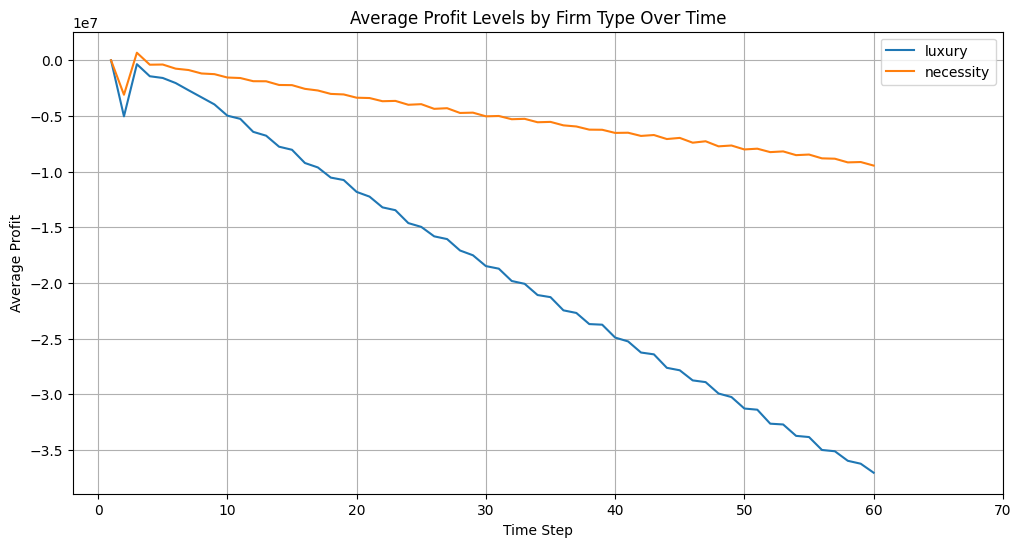 Average Profit Levels by Firm Type Over Time
1e7
luxury
necessity
0.0
−0.5
−1.0
−1.5
−2.0
−2.5
−3.0
−3.5
Average Profit
0 10 20 30 40 50 60 70
Time Step